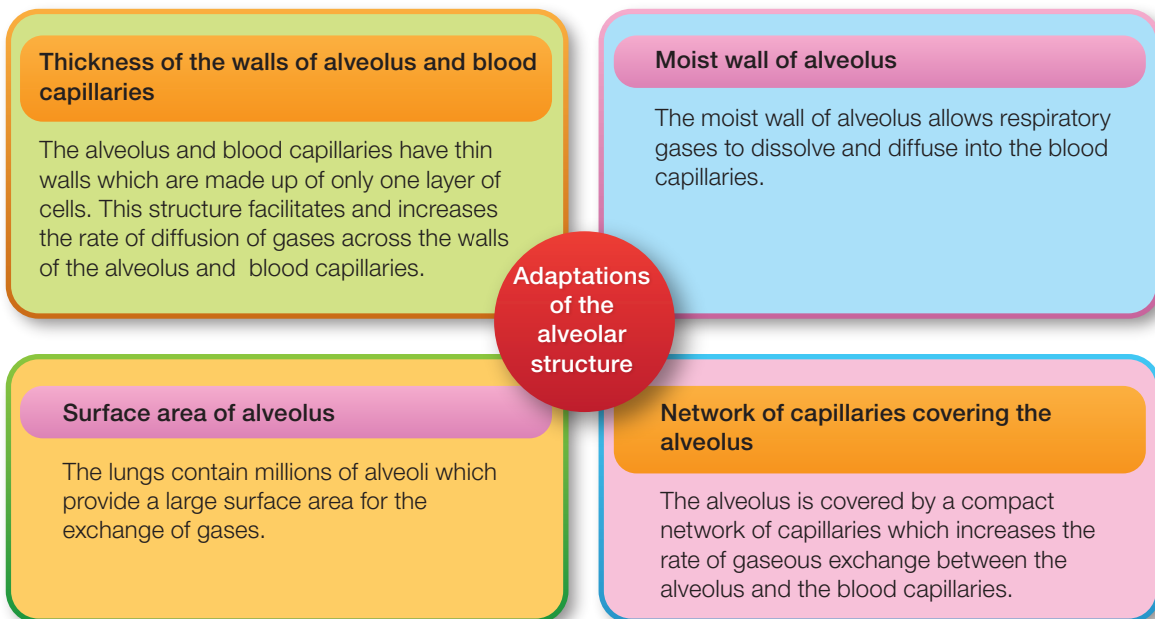 Thickness of the walls of alveolus and blood
capillaries
The alveolus and blood capillaries have thin
walls which are made up of only one layer of
cells. This structure facilitates and increases
the rate of diffusion of gases across the walls
of the alveolus and blood capillaries.
Moist wall of alveolus
The moist wall of alveolus allows respiratory
gases to dissolve and diffuse into the blood
capillaries.
Adaptations
of the
alveolar
structure
Surface area of alveolus
The lungs contain millions of alveoli which
provide a large surface area for the
exchange of gases.
Network of capillaries covering the
alveolus
The alveolus is covered by a compact
network of capillaries which increases the
rate of gaseous exchange between the
alveolus and the blood capillaries.